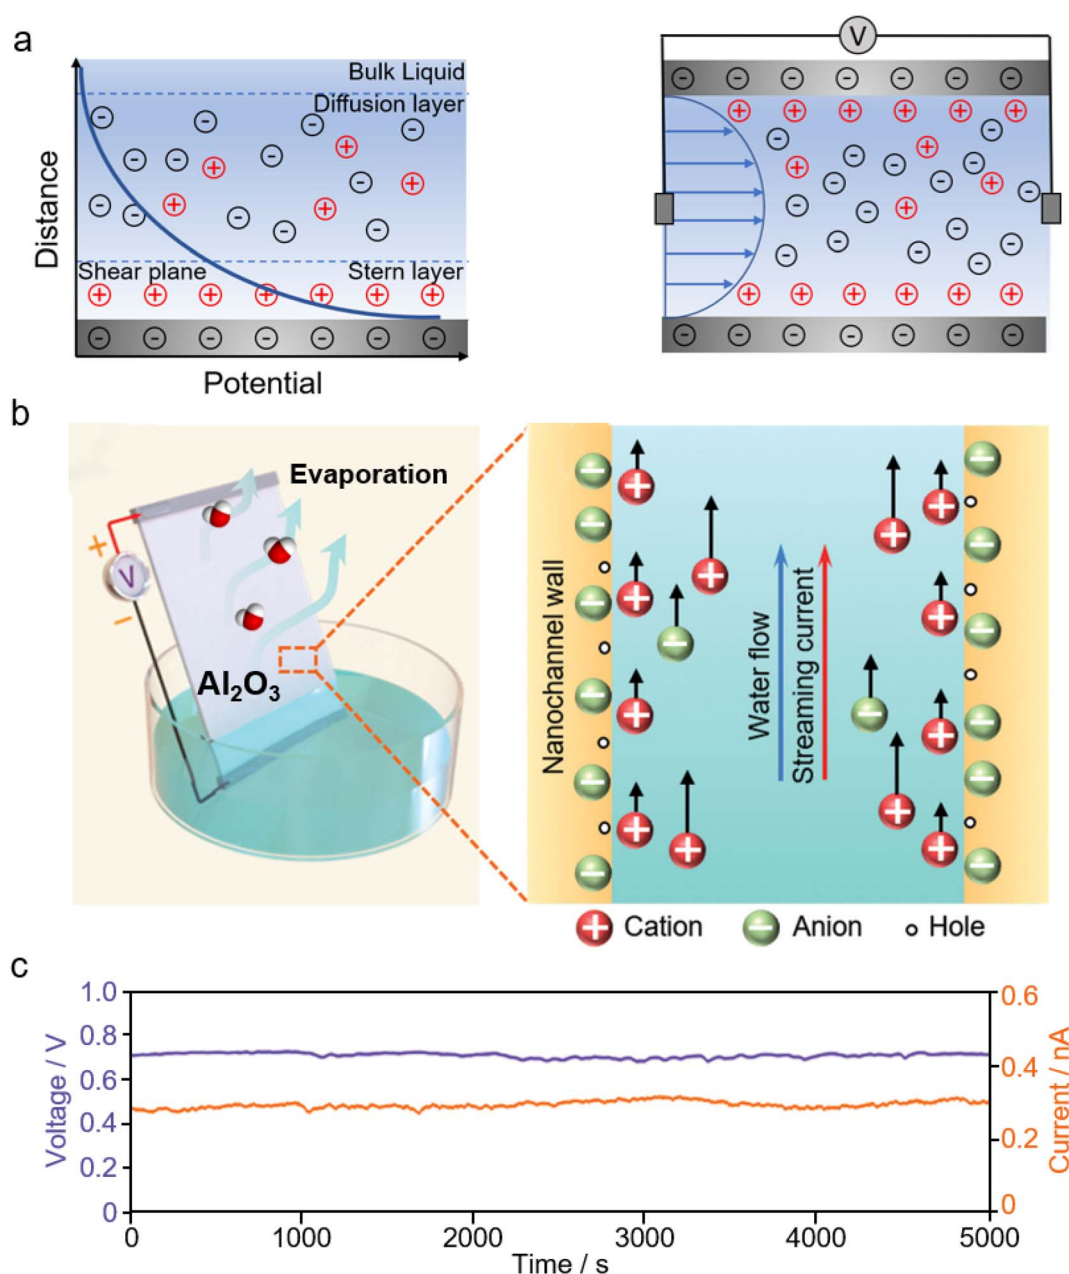 a
Bulk Liquid
Diffusion layer
Shear plane
Stern layer
Distance
Potential
V
b
Evaporation
+
V
−
Al₂O₃
Nanochannel wall
Water flow
Streaming current
Cation
Anion
Hole
c
Voltage / V
1.0
0.8
0.6
0.4
0.2
0
0.6
0.4
0.2
0
Current / nA
0 1000 2000 3000 4000 5000
Time / s